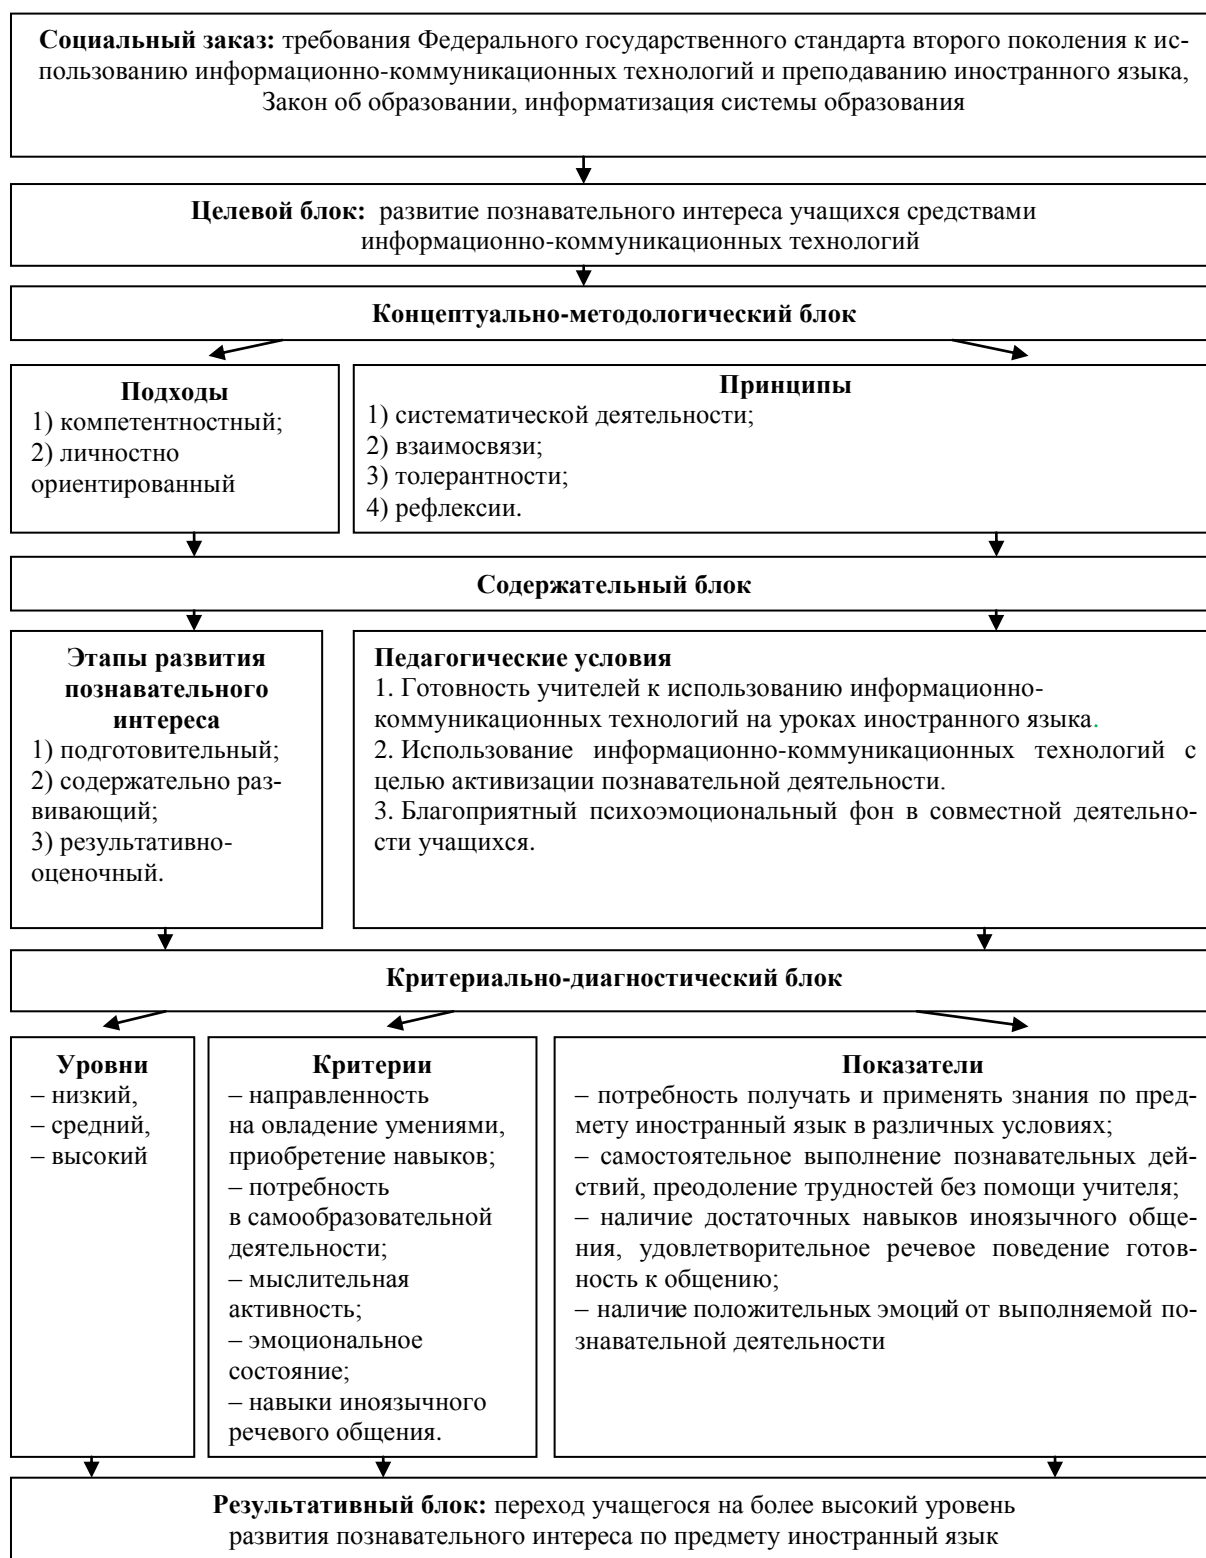 Социальный заказ: требования Федерального государственного стандарта второго поколения к ис-
пользованию информационно-коммуникационных технологий и преподаванию иностранного языка,
Закон об образовании, информатизация системы образования
Целевой блок: развитие познавательного интереса учащихся средствами
информационно-коммуникационных технологий
Концептуально-методологический блок
Подходы
1) компетентностный;
2) личностно
ориентированный
Принципы
1) систематической деятельности;
2) взаимосвязи;
3) толерантности;
4) рефлексии.
Содержательный блок
Этапы развития
познавательного
интереса
1) подготовительный;
2) содержательно раз-
вивающий;
3) результативно-
оценочный.
Педагогические условия
1. Готовность учителей к использованию информационно-
коммуникационных технологий на уроках иностранного языка.
2. Использование информационно-коммуникационных технологий с
целью активизации познавательной деятельности.
3. Благоприятный психоэмоциональный фон в совместной деятельно-
сти учащихся.
Критериально-диагностический блок
Уровни
– низкий,
– средний,
– высокий
Критерии
– направленность
на овладение умениями,
приобретение навыков;
– потребность
в самообразовательной
деятельности;
– мыслительная
активность;
– эмоциональное
состояние;
– навыки иноязычного
речевого общения.
Показатели
– потребность получать и применять знания по пред-
мету иностранный язык в различных условиях;
– самостоятельное выполнение познавательных дей-
ствий, преодоление трудностей без помощи учителя;
– наличие достаточных навыков иноязычного обще-
ния, удовлетворительное речевое поведение готов-
ность к общению;
– наличие положительных эмоций от выполняемой по-
знавательной деятельности
Результативный блок: переход учащегося на более высокий уровень
развития познавательного интереса по предмету иностранный язык